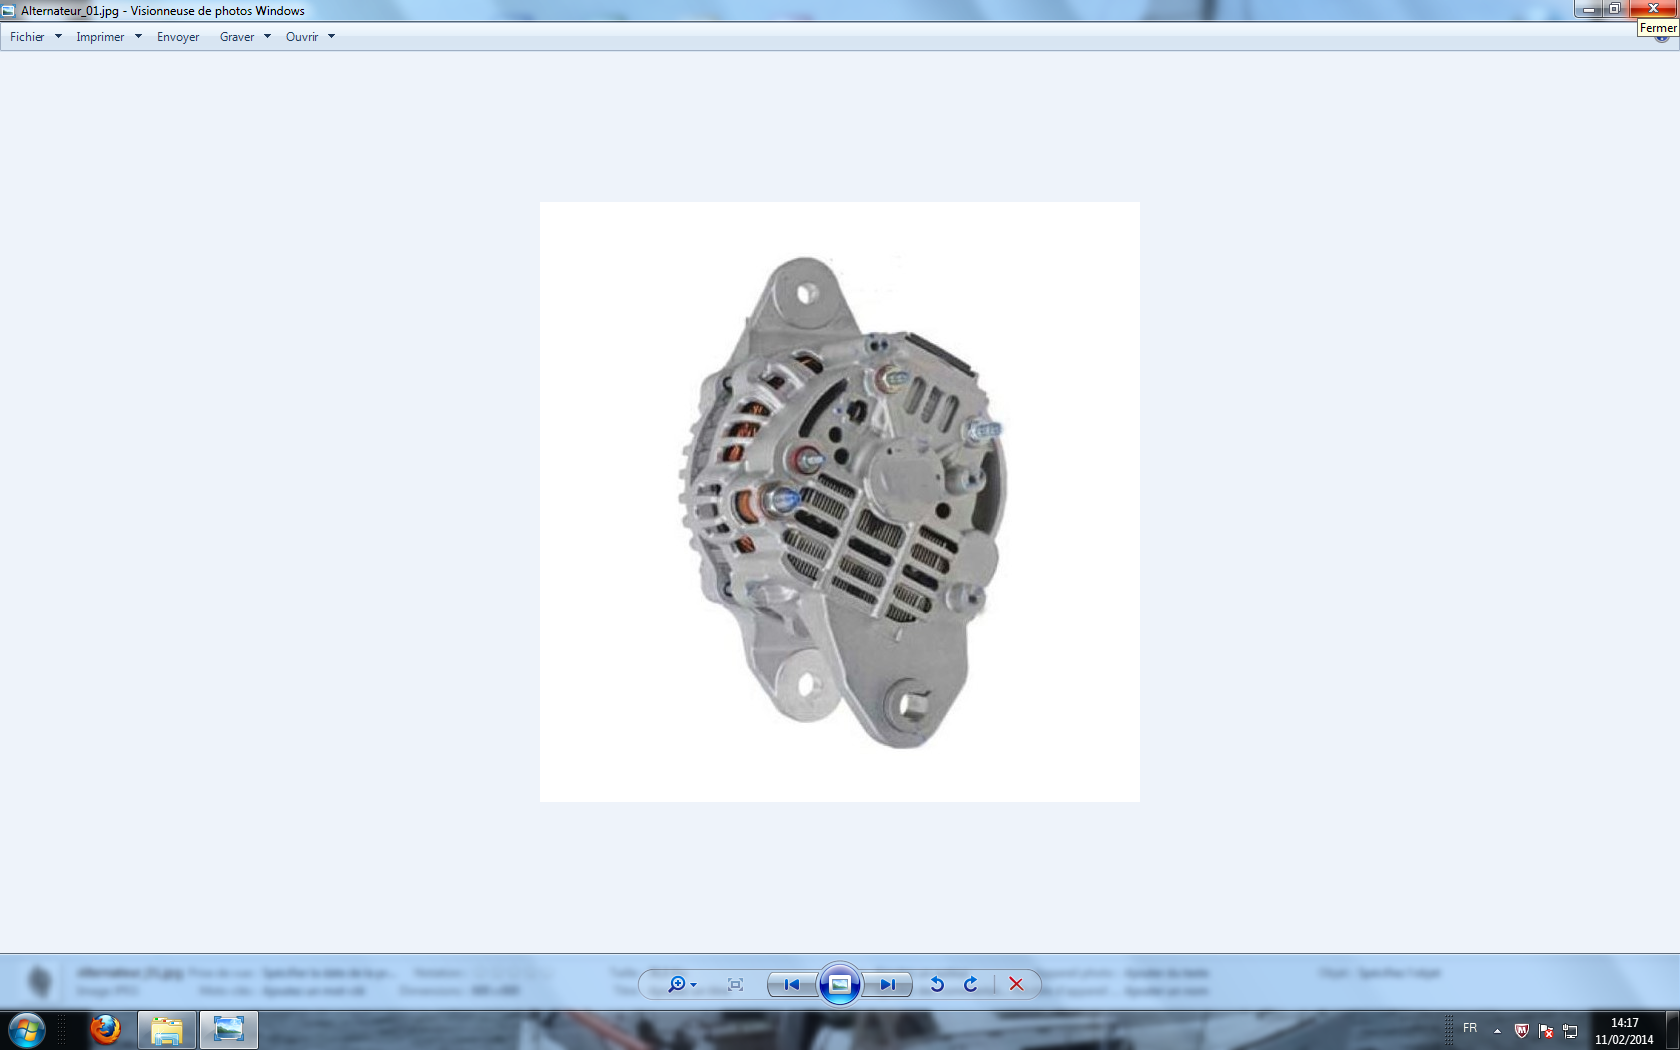 Alternateur_01.jpg - Visionneuse de photos Windows
Fermer
Fichier Imprimer Envoyer Graver Ouvrir
FR
14:17
11/02/2014